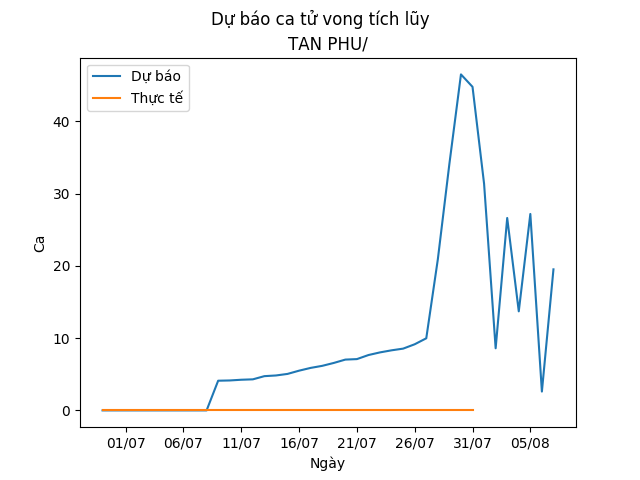 Dự báo ca tử vong tích lũy
TAN PHU/
Dự báo
Thực tế
Ca
40
30
20
10
0
01/07 06/07 11/07 16/07 21/07 26/07 31/07 05/08
Ngày